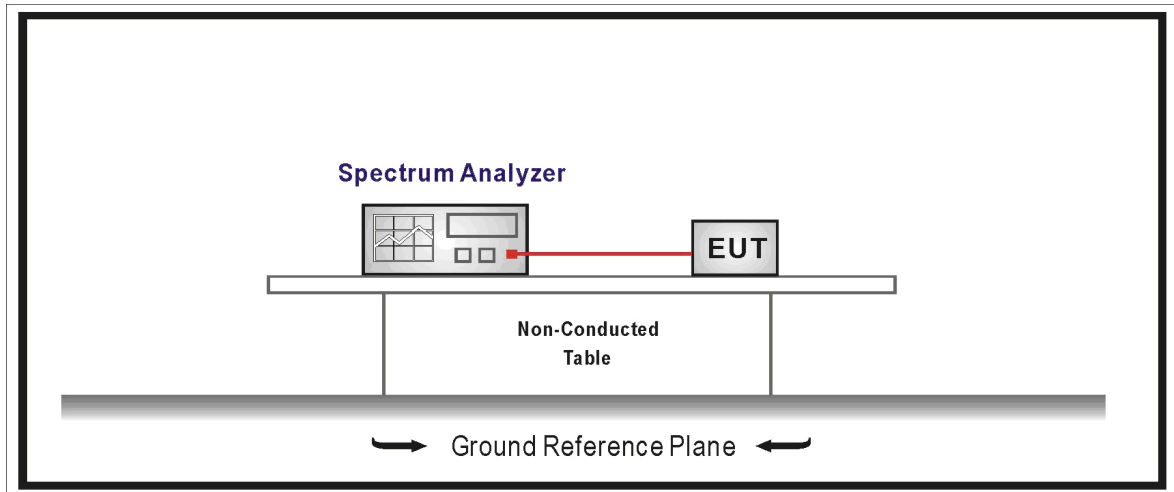 Spectrum Analyzer
EUT
Non-Conducted
Table
Ground Reference Plane